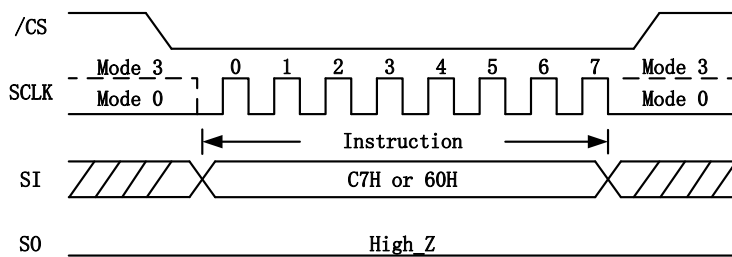 /CS
Mode 3 0 1 2 3 4 5 6 7 Mode 3
SCLK
Mode 0 Mode 0
Instruction
SI C7H or 60H
SO High_Z